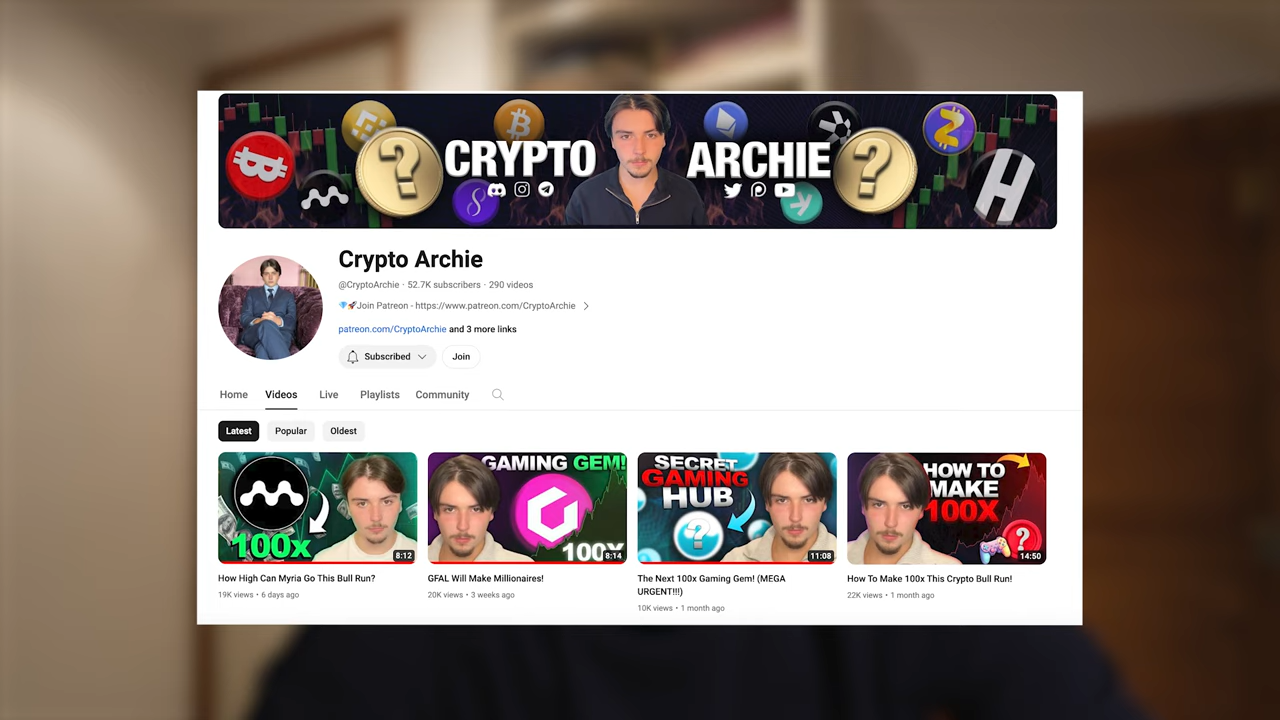 CRYPTO ARCHIE
Crypto Archie
@CryptoArchie · 52.7K subscribers · 290 videos
💎🚀Join Patreon - https://www.patreon.com/CryptoArchie
patreon.com/CryptoArchie and 3 more links
Subscribed Join
Home Videos Live Playlists Community
Latest Popular Oldest
100x
8:12
GAMING GEM!
100X
8:14
SECRET
GAMING
HUB
11:08
HOW TO
MAKE
100X
14:50
How High Can Myria Go This Bull Run?
19K views • 6 days ago
GFAL Will Make Millionaires!
20K views • 3 weeks ago
The Next 100x Gaming Gem! (MEGA
URGENT!!!)
10K views • 1 month ago
How To Make 100x This Crypto Bull Run!
22K views • 1 month ago